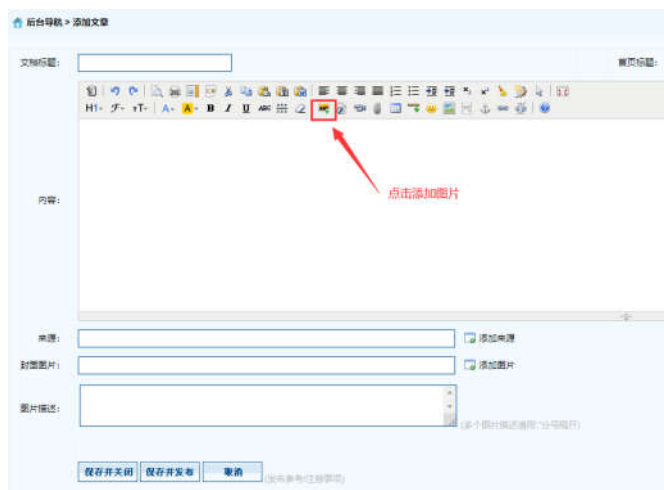 后台导航 > 添加文章
文档标题:
首页标题:
H1- F- тT- A- A- B I U ABC
点击添加图片
内容:
来源:
添加来源
封面图片:
添加图片
图片描述:
(多个图片描述请用";"分号隔开)
保存并关闭 保存并发布 取消
(发布参考/注意事项)